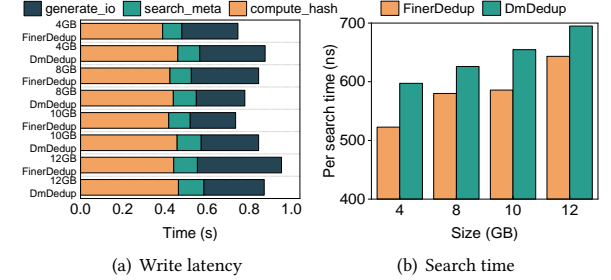 generate_io search_meta compute_hash
4GB
FinerDedup
4GB
DmDedup
8GB
FinerDedup
8GB
DmDedup
10GB
FinerDedup
10GB
DmDedup
12GB
FinerDedup
12GB
DmDedup
0.0 0.2 0.4 0.6 0.8 1.0
Time (s)
(a) Write latency
FinerDedup DmDedup
700
600
500
400
Per search time (ns)
4 8 10 12
Size (GB)
(b) Search time